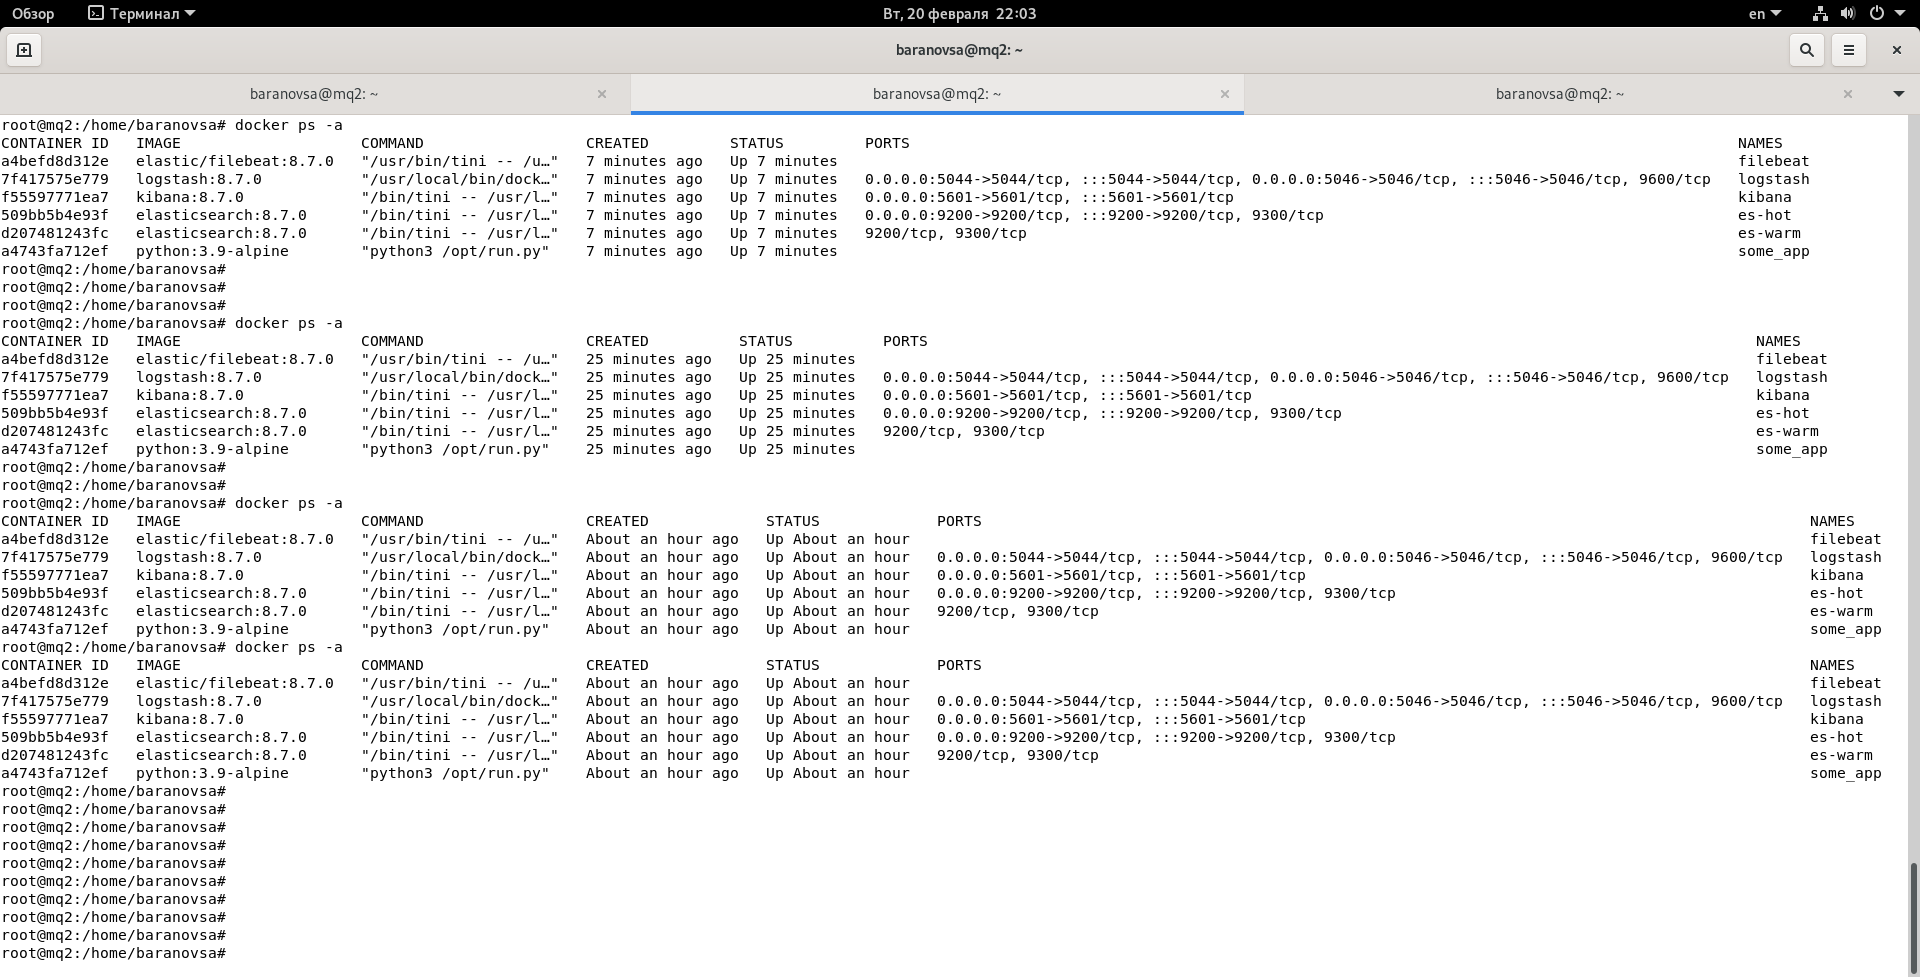 Обзор Терминал Вт, 20 февраля 22:03 en
baranovsa@mq2: ~
baranovsa@mq2: ~ baranovsa@mq2: ~ baranovsa@mq2: ~
root@mq2:/home/baranovsa# docker ps -a
CONTAINER ID IMAGE COMMAND CREATED STATUS PORTS NAMES
a4befd8d312e elastic/filebeat:8.7.0 "/usr/bin/tini -- /u…" 7 minutes ago Up 7 minutes filebeat
7f417575e779 logstash:8.7.0 "/usr/local/bin/dock…" 7 minutes ago Up 7 minutes 0.0.0.0:5044->5044/tcp, :::5044->5044/tcp, 0.0.0.0:5046->5046/tcp, :::5046->5046/tcp, 9600/tcp logstash
f55597771ea7 kibana:8.7.0 "/bin/tini -- /usr/l…" 7 minutes ago Up 7 minutes 0.0.0.0:5601->5601/tcp, :::5601->5601/tcp kibana
509bb5b4e93f elasticsearch:8.7.0 "/bin/tini -- /usr/l…" 7 minutes ago Up 7 minutes 0.0.0.0:9200->9200/tcp, :::9200->9200/tcp, 9300/tcp es-hot
d207481243fc elasticsearch:8.7.0 "/bin/tini -- /usr/l…" 7 minutes ago Up 7 minutes 9200/tcp, 9300/tcp es-warm
a4743fa712ef python:3.9-alpine "python3 /opt/run.py" 7 minutes ago Up 7 minutes some_app
root@mq2:/home/baranovsa#
root@mq2:/home/baranovsa#
root@mq2:/home/baranovsa#
root@mq2:/home/baranovsa# docker ps -a
CONTAINER ID IMAGE COMMAND CREATED STATUS PORTS NAMES
a4befd8d312e elastic/filebeat:8.7.0 "/usr/bin/tini -- /u…" 25 minutes ago Up 25 minutes filebeat
7f417575e779 logstash:8.7.0 "/usr/local/bin/dock…" 25 minutes ago Up 25 minutes 0.0.0.0:5044->5044/tcp, :::5044->5044/tcp, 0.0.0.0:5046->5046/tcp, :::5046->5046/tcp, 9600/tcp logstash
f55597771ea7 kibana:8.7.0 "/bin/tini -- /usr/l…" 25 minutes ago Up 25 minutes 0.0.0.0:5601->5601/tcp, :::5601->5601/tcp kibana
509bb5b4e93f elasticsearch:8.7.0 "/bin/tini -- /usr/l…" 25 minutes ago Up 25 minutes 0.0.0.0:9200->9200/tcp, :::9200->9200/tcp, 9300/tcp es-hot
d207481243fc elasticsearch:8.7.0 "/bin/tini -- /usr/l…" 25 minutes ago Up 25 minutes 9200/tcp, 9300/tcp es-warm
a4743fa712ef python:3.9-alpine "python3 /opt/run.py" 25 minutes ago Up 25 minutes some_app
root@mq2:/home/baranovsa#
root@mq2:/home/baranovsa#
root@mq2:/home/baranovsa# docker ps -a
CONTAINER ID IMAGE COMMAND CREATED STATUS PORTS NAMES
a4befd8d312e elastic/filebeat:8.7.0 "/usr/bin/tini -- /u…" About an hour ago Up About an hour filebeat
7f417575e779 logstash:8.7.0 "/usr/local/bin/dock…" About an hour ago Up About an hour 0.0.0.0:5044->5044/tcp, :::5044->5044/tcp, 0.0.0.0:5046->5046/tcp, :::5046->5046/tcp, 9600/tcp logstash
f55597771ea7 kibana:8.7.0 "/bin/tini -- /usr/l…" About an hour ago Up About an hour 0.0.0.0:5601->5601/tcp, :::5601->5601/tcp kibana
509bb5b4e93f elasticsearch:8.7.0 "/bin/tini -- /usr/l…" About an hour ago Up About an hour 0.0.0.0:9200->9200/tcp, :::9200->9200/tcp, 9300/tcp es-hot
d207481243fc elasticsearch:8.7.0 "/bin/tini -- /usr/l…" About an hour ago Up About an hour 9200/tcp, 9300/tcp es-warm
a4743fa712ef python:3.9-alpine "python3 /opt/run.py" About an hour ago Up About an hour some_app
root@mq2:/home/baranovsa# docker ps -a
CONTAINER ID IMAGE COMMAND CREATED STATUS PORTS NAMES
a4befd8d312e elastic/filebeat:8.7.0 "/usr/bin/tini -- /u…" About an hour ago Up About an hour filebeat
7f417575e779 logstash:8.7.0 "/usr/local/bin/dock…" About an hour ago Up About an hour 0.0.0.0:5044->5044/tcp, :::5044->5044/tcp, 0.0.0.0:5046->5046/tcp, :::5046->5046/tcp, 9600/tcp logstash
f55597771ea7 kibana:8.7.0 "/bin/tini -- /usr/l…" About an hour ago Up About an hour 0.0.0.0:5601->5601/tcp, :::5601->5601/tcp kibana
509bb5b4e93f elasticsearch:8.7.0 "/bin/tini -- /usr/l…" About an hour ago Up About an hour 0.0.0.0:9200->9200/tcp, :::9200->9200/tcp, 9300/tcp es-hot
d207481243fc elasticsearch:8.7.0 "/bin/tini -- /usr/l…" About an hour ago Up About an hour 9200/tcp, 9300/tcp es-warm
a4743fa712ef python:3.9-alpine "python3 /opt/run.py" About an hour ago Up About an hour some_app
root@mq2:/home/baranovsa#
root@mq2:/home/baranovsa#
root@mq2:/home/baranovsa#
root@mq2:/home/baranovsa#
root@mq2:/home/baranovsa#
root@mq2:/home/baranovsa#
root@mq2:/home/baranovsa#
root@mq2:/home/baranovsa#
root@mq2:/home/baranovsa#
root@mq2:/home/baranovsa#